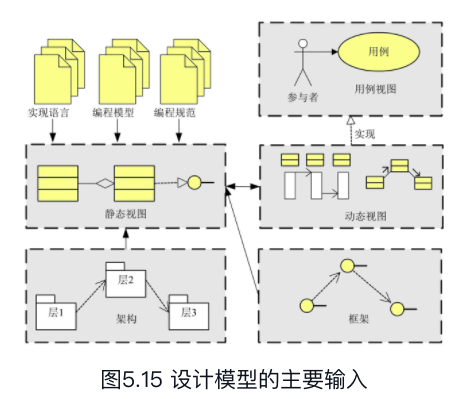 用例
参与者
用例视图
实现语言
编程模型
编程规范
实现
静态视图
动态视图
层1
层2
层3
架构
框架
图5.15 设计模型的主要输入